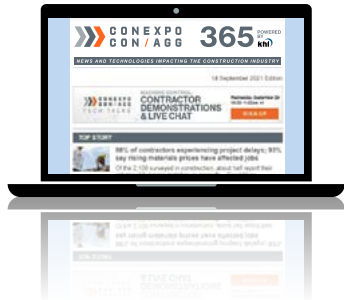 CONEXPO
CON/AGG
365
POWERED
BY
khl
NEWS AND TECHNOLOGIES IMPACTING THE CONSTRUCTION INDUSTRY
14 September 2021 Edition
CONEXPO
CON/AGG
TECH TALKS
MACHINE CONTROL:
CONTRACTOR
DEMONSTRATIONS
& LIVE CHAT
SIGN UP
TOP STORY
say rising materials prices have affected jobs
of contractors experiencing project delays; 93%
Of the 2,100 surveyed in construction, about half report their